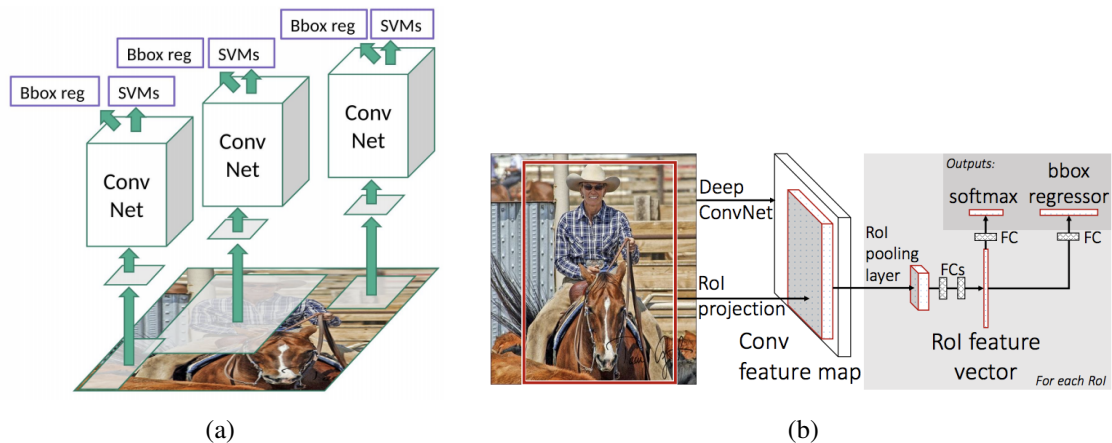 Bbox reg
SVMs
Bbox reg
SVMs
Bbox reg
SVMs
Conv
Net
Conv
Net
Conv
Net
(a)
Deep
ConvNet
RoI
projection
Conv
feature map
RoI
pooling
layer
FCs
Outputs:
softmax
bbox
regressor
FC
FC
RoI feature
vector
For each RoI
(b)